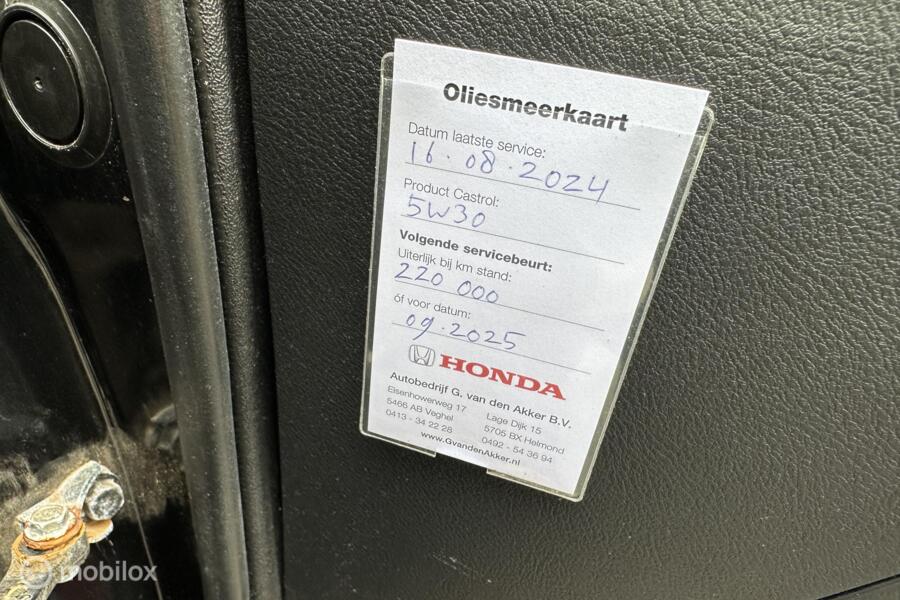 Oliesmeerkaart
Datum laatste service:
16.08.2024
Product Castrol:
5W30
Volgende servicebeurt:
Uiterlijk bij km stand:
220 000
óf voor datum:
09.2025
HONDA
Autobedrijf G. van den Akker B.V.
Eisenhowerweg 17
5466 AB Veghel
0413 - 34 22 28
Lage Dijk 15
5705 BX Helmond
0492 - 54 36 94
www.GvandenAkker.nl
mobilox